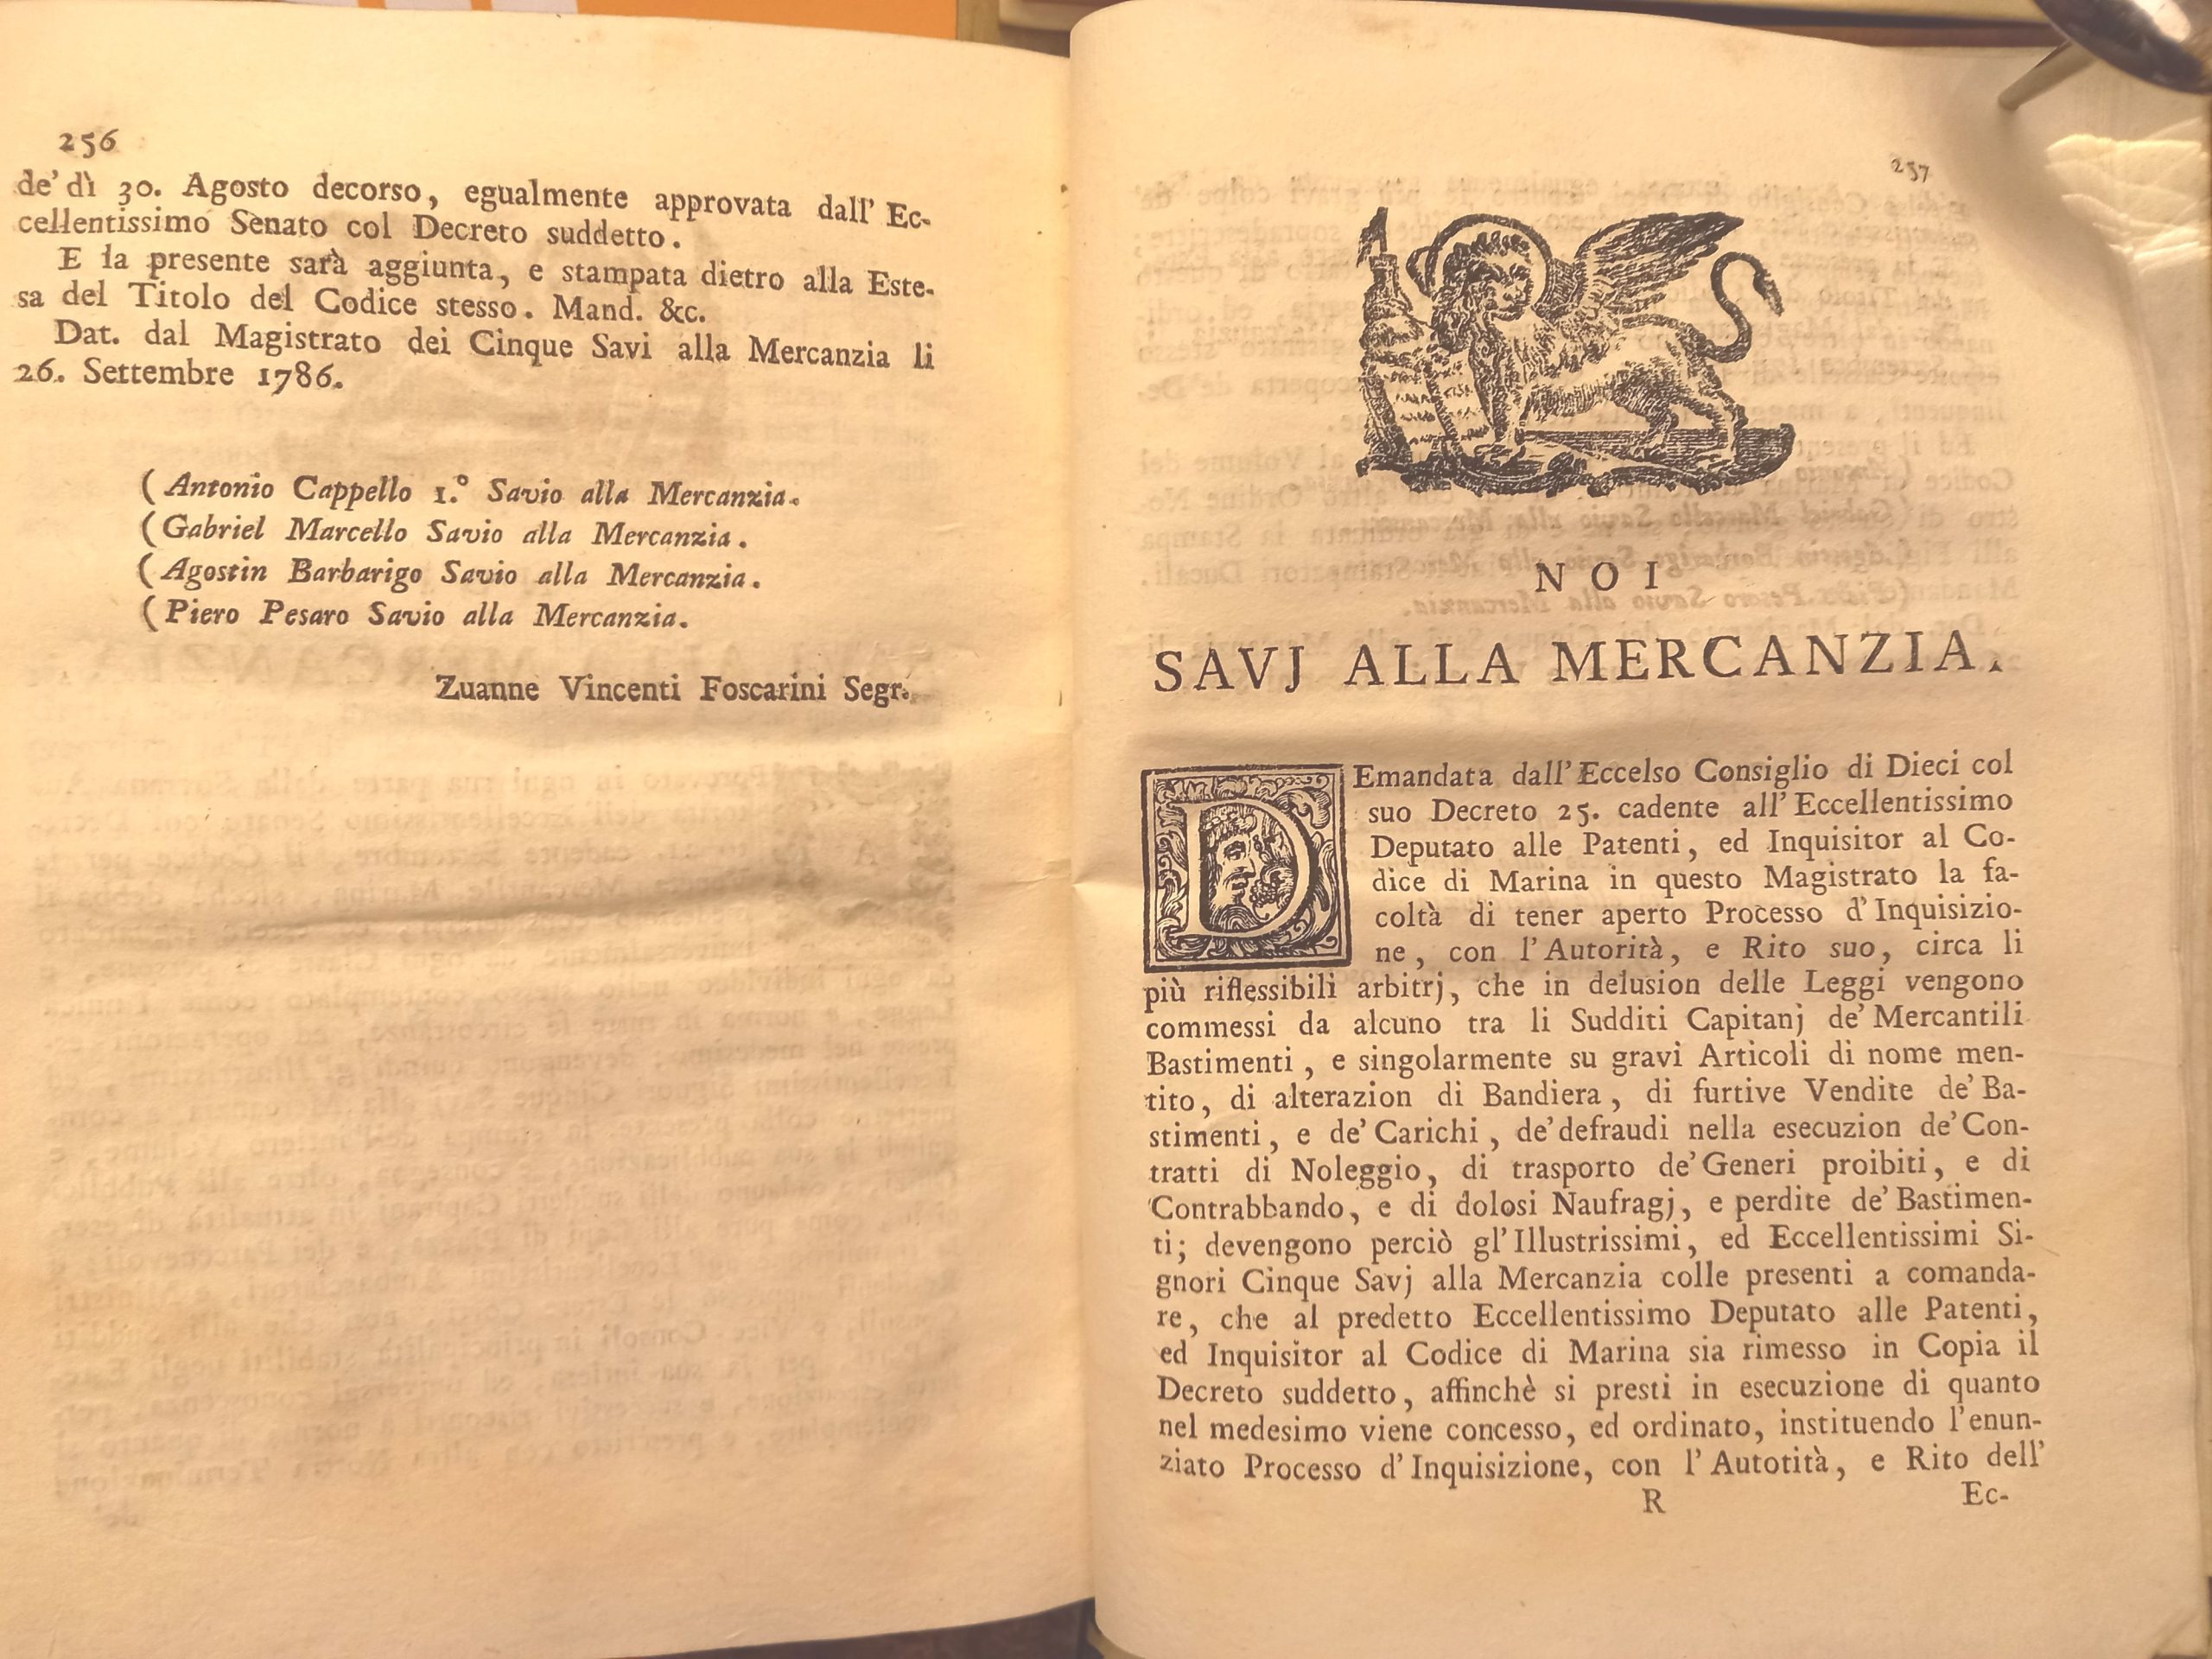 256
de' dì 30. Agosto decorso, egualmente approvata dall' Ec-
cellentissimo Senato col Decreto suddetto.
E la presente sarà aggiunta, e stampata dietro alla Este-
sa del Titolo del Codice stesso. Mand. &c.
Dat. dal Magistrato dei Cinque Savi alla Mercanzia li
26. Settembre 1786.
( Antonio Cappello 1.° Savio alla Mercanzia.
( Gabriel Marcello Savio alla Mercanzia.
( Agostin Barbarigo Savio alla Mercanzia.
( Piero Pesaro Savio alla Mercanzia.
Zuanne Vincenti Foscarini Segr.
257
NOI
SAVJ ALLA MERCANZIA.
DEmandata dall' Eccelso Consiglio di Dieci col
suo Decreto 25. cadente all' Eccellentissimo
Deputato alle Patenti, ed Inquisitor al Co-
dice di Marina in questo Magistrato la fa-
coltà di tener aperto Processo d' Inquisizio-
ne, con l' Autorità, e Rito suo, circa li
più riflessibili arbitrj, che in delusion delle Leggi vengono
commessi da alcuno tra li Sudditi Capitanj de' Mercantili
Bastimenti, e singolarmente su gravi Articoli di nome men-
tito, di alterazion di Bandiera, di furtive Vendite de' Ba-
stimenti, e de' Carichi, de' defraudi nella esecuzion de' Con-
tratti di Noleggio, di trasporto de' Generi proibiti, e di
Contrabbando, e di dolosi Naufragj, e perdite de' Bastimen-
ti; devengono perciò gl' Illustrissimi, ed Eccellentissimi Si-
gnori Cinque Savj alla Mercanzia colle presenti a comanda-
re, che al predetto Eccellentissimo Deputato alle Patenti,
ed Inquisitor al Codice di Marina sia rimesso in Copia il
Decreto suddetto, affinchè si presti in esecuzione di quanto
nel medesimo viene concesso, ed ordinato, instituendo l' enun-
ziato Processo d' Inquisizione, con l' Autotità, e Rito dell'
R Ec-